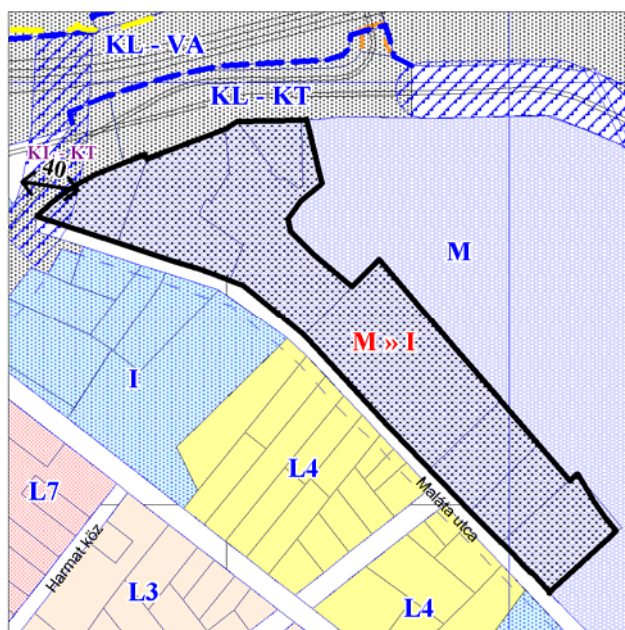 KL - VA
KL - KT
KL - KT
40
M
M » I
I
L4
L7
Maláta utca
Harmat köz
L3
L4